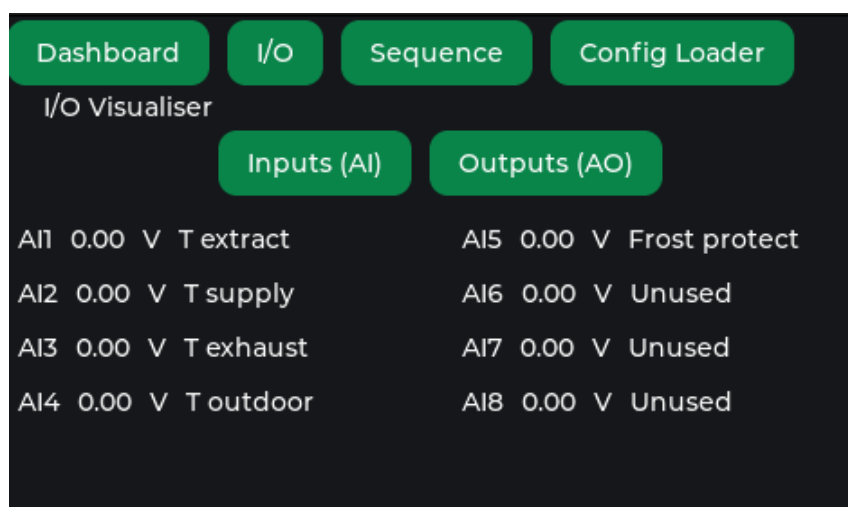 Dashboard I/O Sequence Config Loader
I/O Visualiser
Inputs (AI) Outputs (AO)
AI1 0.00 V T extract AI5 0.00 V Frost protect
AI2 0.00 V T supply AI6 0.00 V Unused
AI3 0.00 V T exhaust AI7 0.00 V Unused
AI4 0.00 V T outdoor AI8 0.00 V Unused